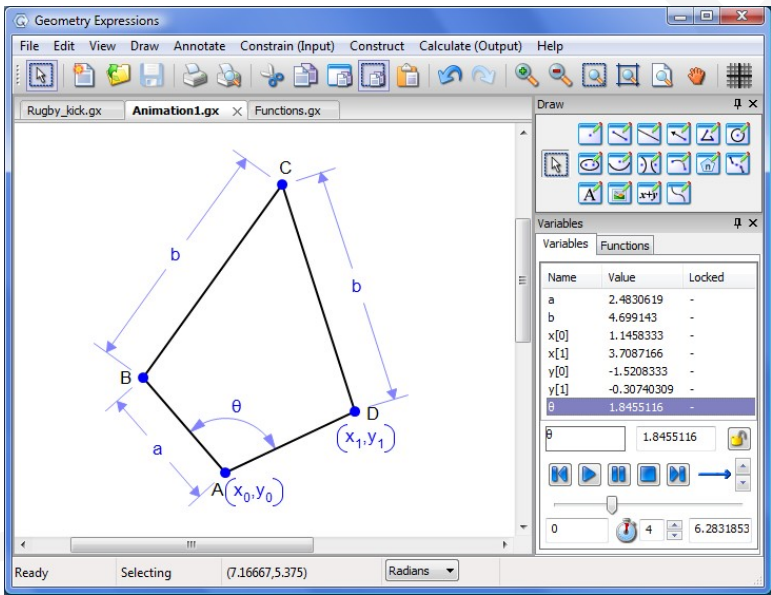 Geometry Expressions
File Edit View Draw Annotate Constrain (Input) Construct Calculate (Output) Help
Rugby_kick.gx Animation1.gx Functions.gx
Draw
A x+y
C
b
b
B
θ
D
a
(x1,y1)
A (x0,y0)
Variables
Variables Functions
Name Value Locked
a 2.4830619 -
b 4.699143 -
x[0] 1.1458333 -
x[1] 3.7087166 -
y[0] -1.5208333 -
y[1] -0.30740309 -
θ 1.8455116 -
θ 1.8455116
0 4 6.2831853
Ready Selecting (7.16667,5.375) Radians